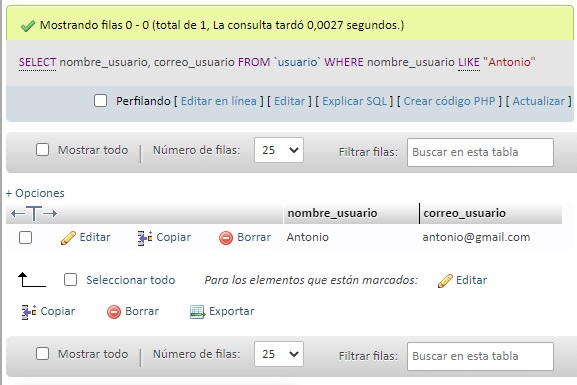 Mostrando filas 0 - 0 (total de 1, La consulta tardó 0,0027 segundos.)
SELECT nombre_usuario, correo_usuario FROM `usuario` WHERE nombre_usuario LIKE "Antonio"
Perfilando [ Editar en línea ] [ Editar ] [ Explicar SQL ] [ Crear código PHP ] [ Actualizar ]
Mostrar todo | Número de filas: 25 Filtrar filas: Buscar en esta tabla
+ Opciones
←T→ nombre_usuario correo_usuario
Editar Copiar Borrar Antonio antonio@gmail.com
Seleccionar todo Para los elementos que están marcados: Editar
Copiar Borrar Exportar
Mostrar todo | Número de filas: 25 Filtrar filas: Buscar en esta tabla